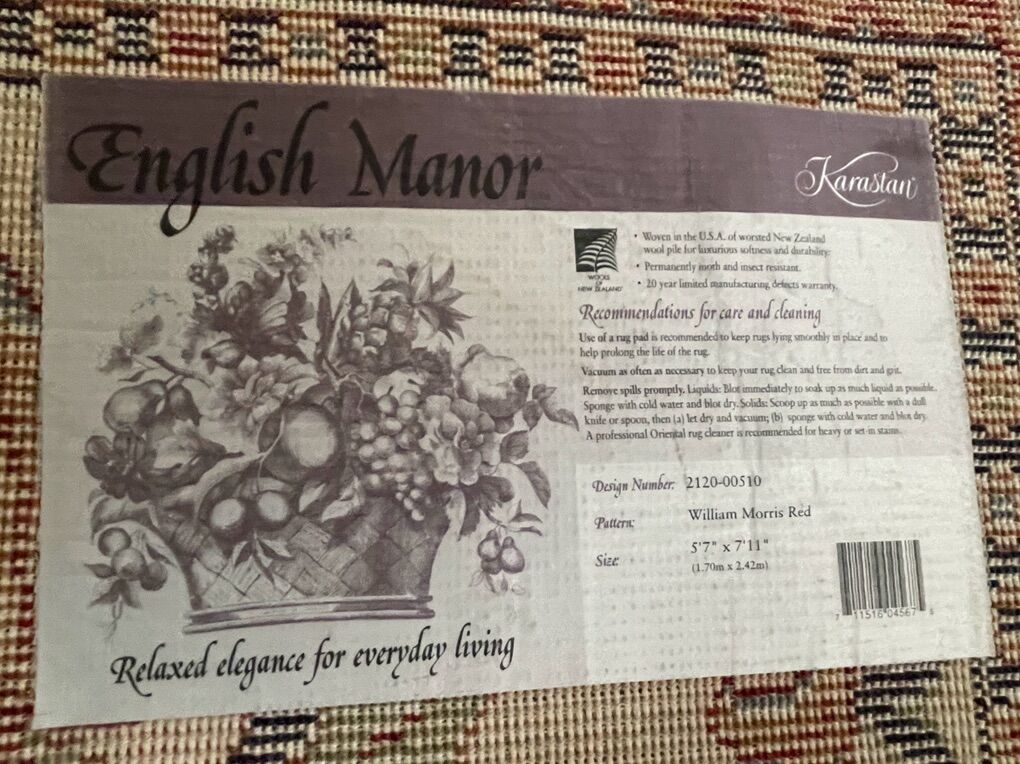 English Manor
Karastan®
• Woven in the U.S.A. of worsted New Zealand
wool pile for luxurious softness and durability.
• Permanently moth and insect resistant.
• 20 year limited manufacturing defects warranty.
WOOLS
OF
NEW ZEALAND
Recommendations for care and cleaning
Use of a rug pad is recommended to keep rugs lying smoothly in place and to
help prolong the life of the rug.
Vacuum as often as necessary to keep your rug clean and free from dirt and grit.
Remove spills promptly. Liquids: Blot immediately to soak up as much liquid as possible.
Sponge with cold water and blot dry. Solids: Scoop up as much as possible with a dull
knife or spoon, then (a) let dry and vacuum; (b) sponge with cold water and blot dry.
A professional Oriental rug cleaner is recommended for heavy or set-in stains.
Design Number: 2120-00510
Pattern: William Morris Red
Size: 5'7" x 7'11"
(1.70m x 2.42m)
7 11516 04567
Relaxed elegance for everyday living